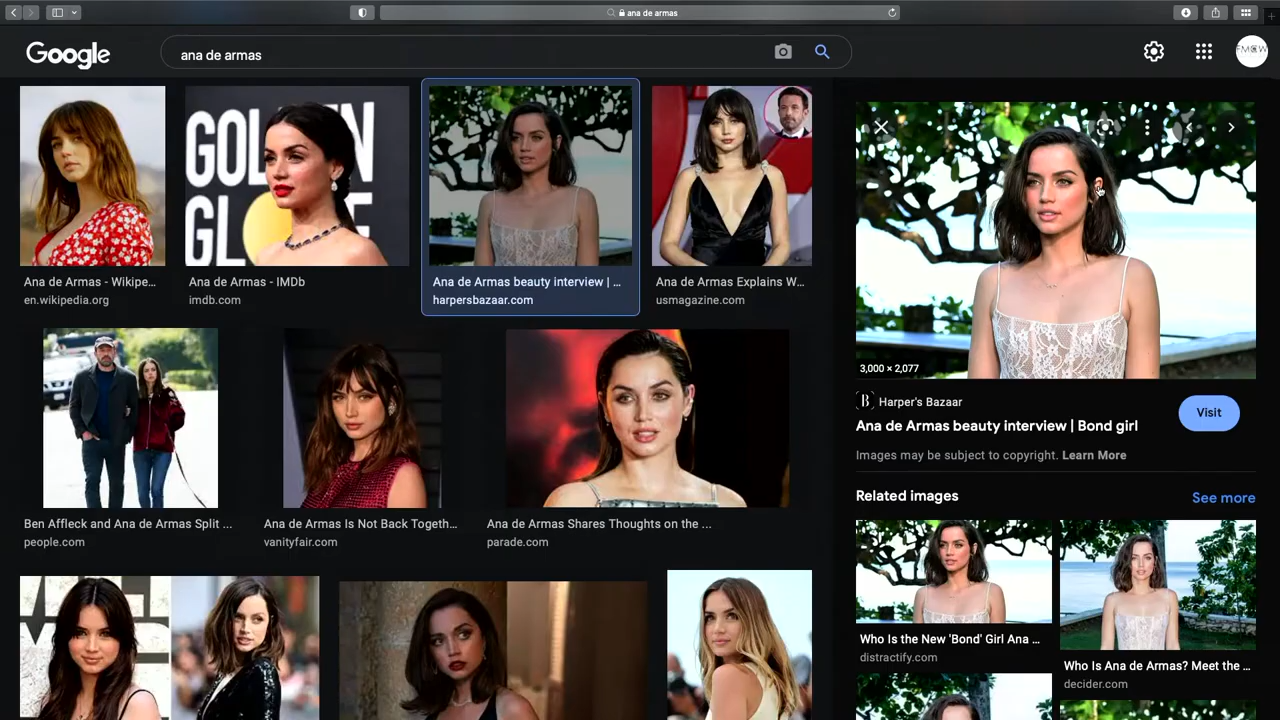 ana de armas
Google
ana de armas
FMCW
GOLDEN
GL
Ana de Armas - Wikipe...
en.wikipedia.org
Ana de Armas - IMDb
imdb.com
Ana de Armas beauty interview | ...
harpersbazaar.com
Ana de Armas Explains W...
usmagazine.com
Ben Affleck and Ana de Armas Split ...
people.com
Ana de Armas Is Not Back Togeth...
vanityfair.com
Ana de Armas Shares Thoughts on the ...
parade.com
3,000 × 2,077
B Harper's Bazaar
Ana de Armas beauty interview | Bond girl
Visit
Images may be subject to copyright. Learn More
Related images
See more
Who Is the New 'Bond' Girl Ana ...
distractify.com
Who Is Ana de Armas? Meet the ...
decider.com